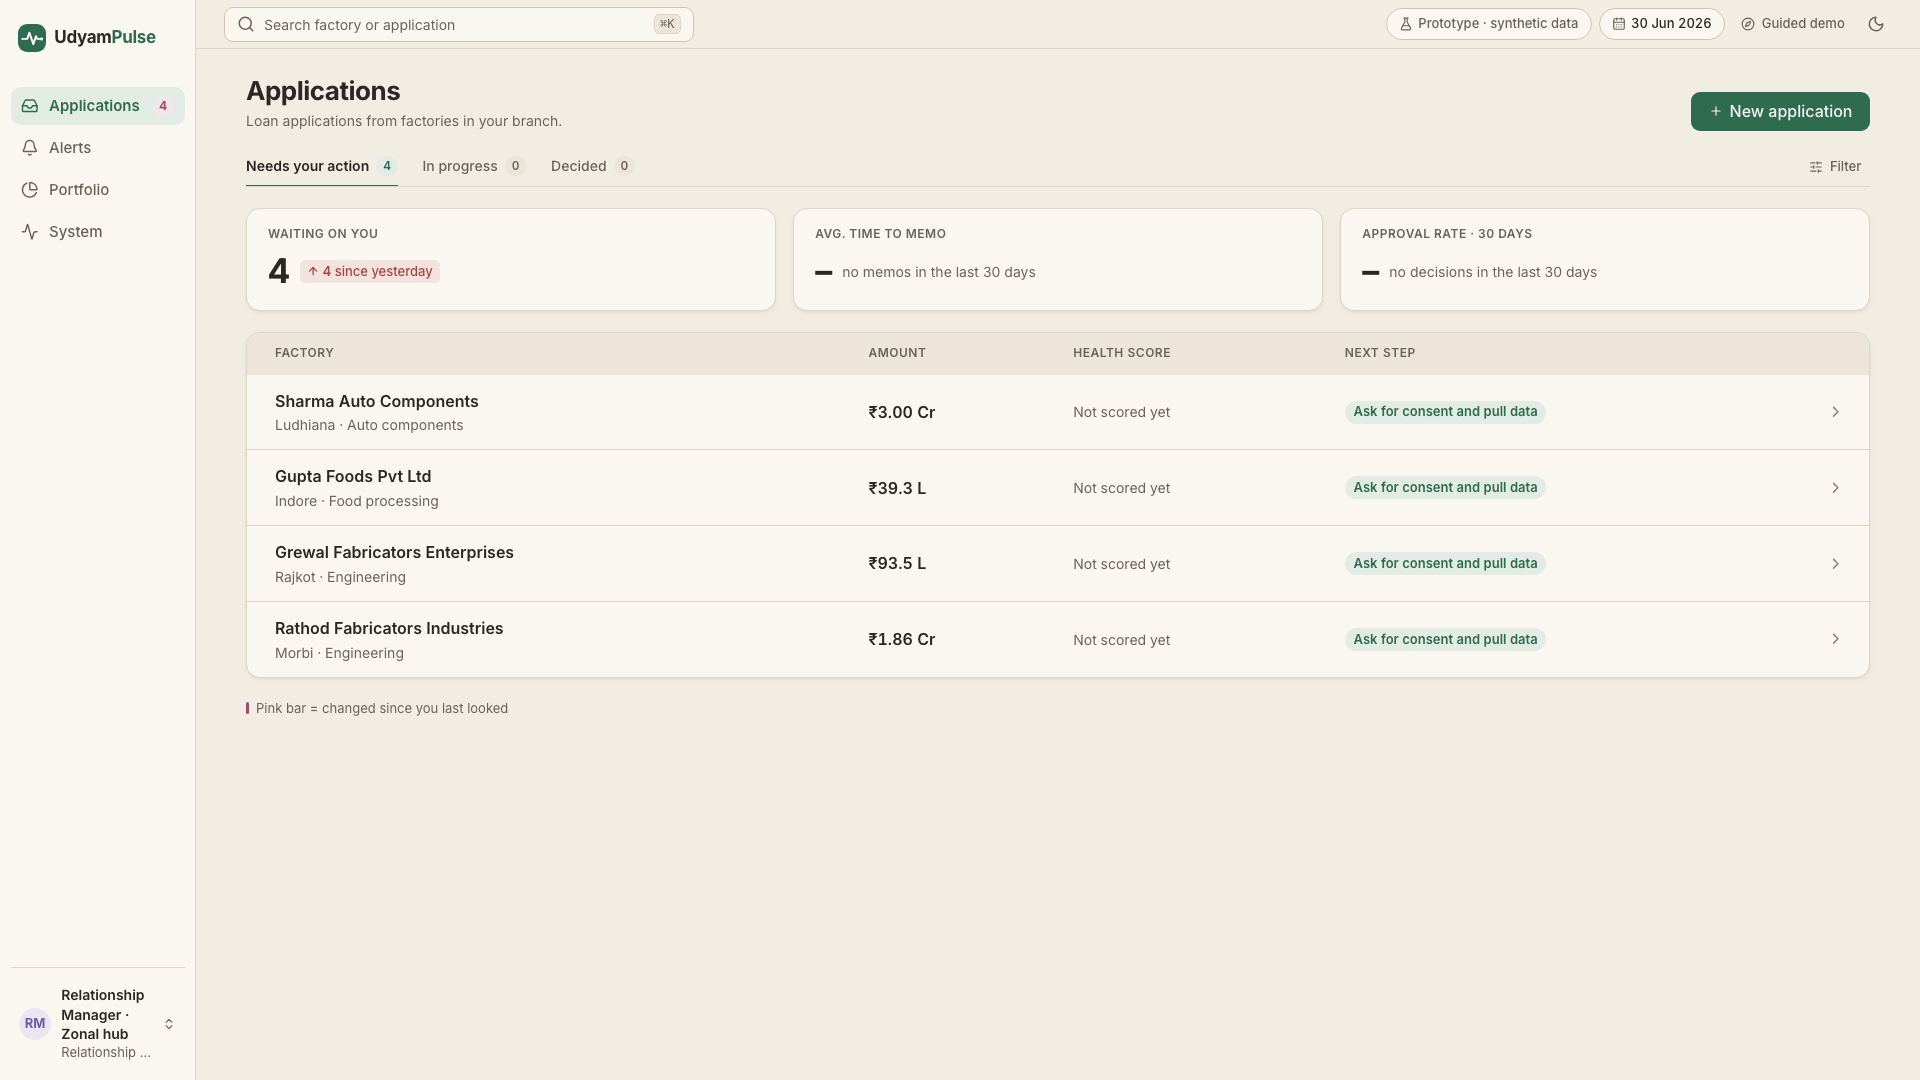 UdyamPulse
Search factory or application
⌘K
Prototype · synthetic data
30 Jun 2026
Guided demo
Applications 4
Alerts
Portfolio
System
Applications
Loan applications from factories in your branch.
+ New application
Needs your action 4
In progress 0
Decided 0
Filter
WAITING ON YOU
4 ↑ 4 since yesterday
AVG. TIME TO MEMO
— no memos in the last 30 days
APPROVAL RATE · 30 DAYS
— no decisions in the last 30 days
FACTORY AMOUNT HEALTH SCORE NEXT STEP
Sharma Auto Components
Ludhiana · Auto components
₹3.00 Cr
Not scored yet
Ask for consent and pull data
Gupta Foods Pvt Ltd
Indore · Food processing
₹39.3 L
Not scored yet
Ask for consent and pull data
Grewal Fabricators Enterprises
Rajkot · Engineering
₹93.5 L
Not scored yet
Ask for consent and pull data
Rathod Fabricators Industries
Morbi · Engineering
₹1.86 Cr
Not scored yet
Ask for consent and pull data
Pink bar = changed since you last looked
RM
Relationship
Manager ·
Zonal hub
Relationship ...